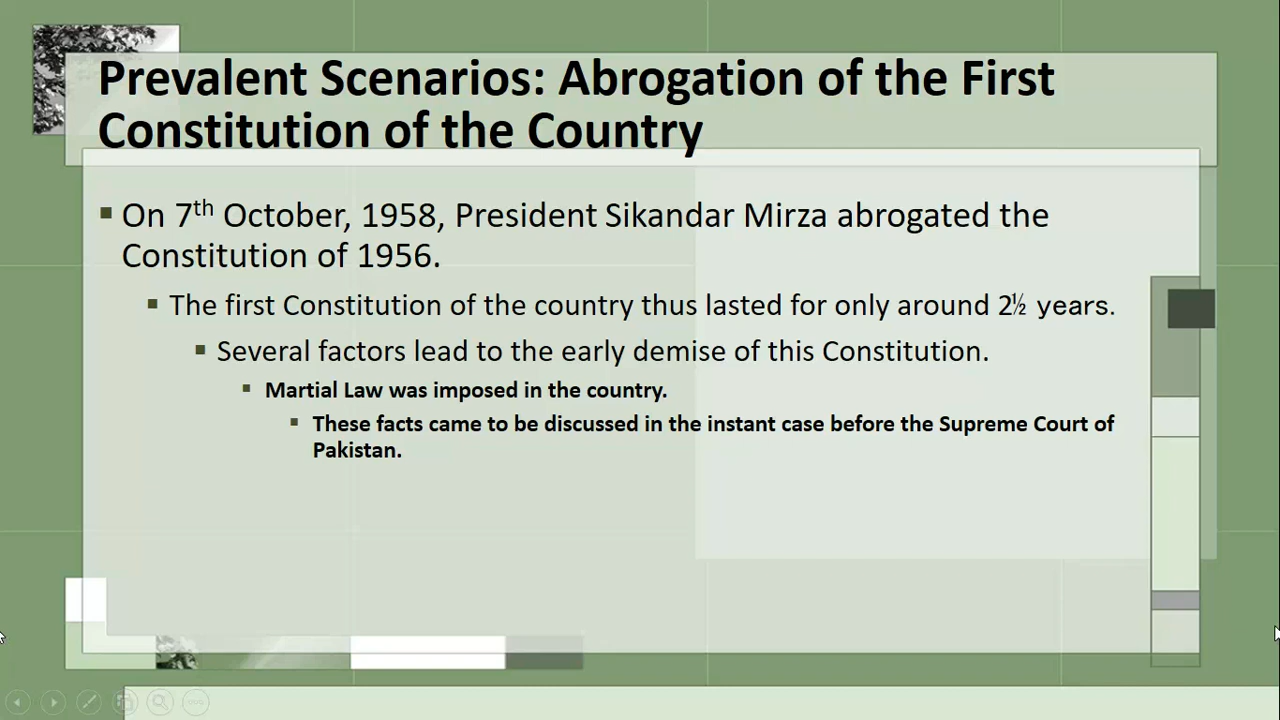 Prevalent Scenarios: Abrogation of the First
Constitution of the Country
▪ On 7th October, 1958, President Sikandar Mirza abrogated the
Constitution of 1956.
▪ The first Constitution of the country thus lasted for only around 2½ years.
▪ Several factors lead to the early demise of this Constitution.
▪ Martial Law was imposed in the country.
▪ These facts came to be discussed in the instant case before the Supreme Court of
Pakistan.